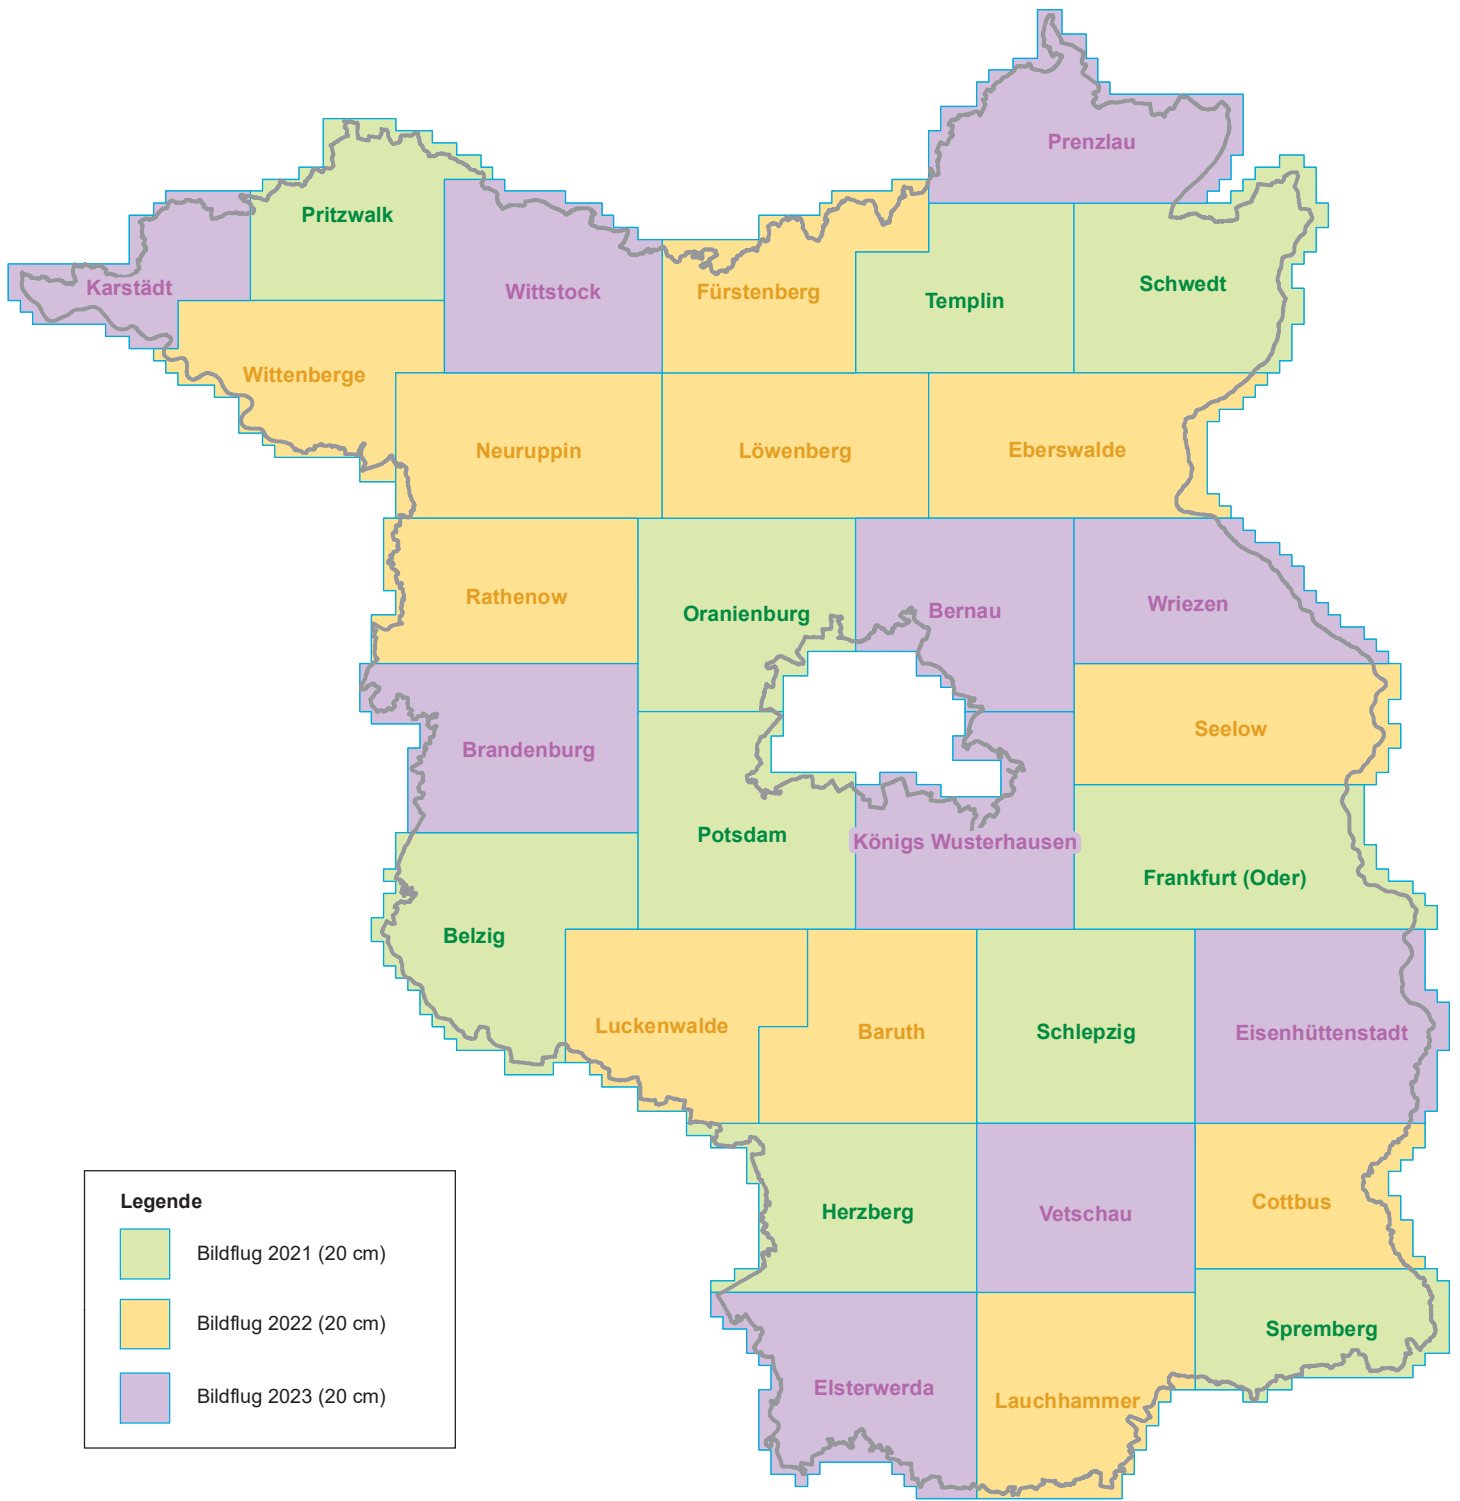 Prenzlau
Pritzwalk
Karstädt
Wittstock
Fürstenberg
Templin
Schwedt
Wittenberge
Neuruppin
Löwenberg
Eberswalde
Rathenow
Oranienburg
Bernau
Wriezen
Brandenburg
Seelow
Potsdam
Königs Wusterhausen
Frankfurt (Oder)
Belzig
Luckenwalde
Baruth
Schlepzig
Eisenhüttenstadt
Herzberg
Vetschau
Cottbus
Spremberg
Elsterwerda
Lauchhammer
Legende
Bildflug 2021 (20 cm)
Bildflug 2022 (20 cm)
Bildflug 2023 (20 cm)